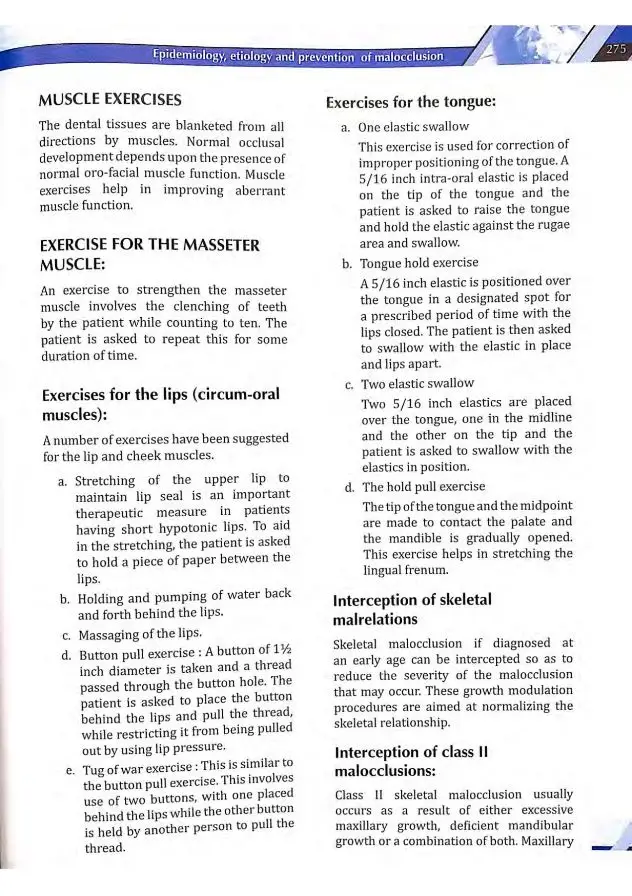 Epidemiology, etiology and prevention of malocclusion
275
MUSCLE EXERCISES
The dental tissues are blanketed from all
directions by muscles. Normal occlusal
development depends upon the presence of
normal oro-facial muscle function. Muscle
exercises help in improving aberrant
muscle function.
EXERCISE FOR THE MASSETER
MUSCLE:
An exercise to strengthen the masseter
muscle involves the clenching of teeth
by the patient while counting to ten. The
patient is asked to repeat this for some
duration of time.
Exercises for the lips (circum-oral
muscles):
A number of exercises have been suggested
for the lip and cheek muscles.
a. Stretching of the upper lip to
maintain lip seal is an important
therapeutic measure in patients
having short hypotonic lips. To aid
in the stretching, the patient is asked
to hold a piece of paper between the
lips.
b. Holding and pumping of water back
and forth behind the lips.
c. Massaging of the lips.
d. Button pull exercise : A button of 1½
inch diameter is taken and a thread
passed through the button hole. The
patient is asked to place the button
behind the lips and pull the thread,
while restricting it from being pulled
out by using lip pressure.
e. Tug of war exercise : This is similar to
the button pull exercise. This involves
use of two buttons, with one placed
behind the lips while the other button
is held by another person to pull the
thread.
Exercises for the tongue:
a. One elastic swallow
This exercise is used for correction of
improper positioning of the tongue. A
5/16 inch intra-oral elastic is placed
on the tip of the tongue and the
patient is asked to raise the tongue
and hold the elastic against the rugae
area and swallow.
b. Tongue hold exercise
A 5/16 inch elastic is positioned over
the tongue in a designated spot for
a prescribed period of time with the
lips closed. The patient is then asked
to swallow with the elastic in place
and lips apart.
c. Two elastic swallow
Two 5/16 inch elastics are placed
over the tongue, one in the midline
and the other on the tip and the
patient is asked to swallow with the
elastics in position.
d. The hold pull exercise
The tip of the tongue and the midpoint
are made to contact the palate and
the mandible is gradually opened.
This exercise helps in stretching the
lingual frenum.
Interception of skeletal
malrelations
Skeletal malocclusion if diagnosed at
an early age can be intercepted so as to
reduce the severity of the malocclusion
that may occur. These growth modulation
procedures are aimed at normalizing the
skeletal relationship.
Interception of class II
malocclusions:
Class II skeletal malocclusion usually
occurs as a result of either excessive
maxillary growth, deficient mandibular
growth or a combination of both. Maxillary